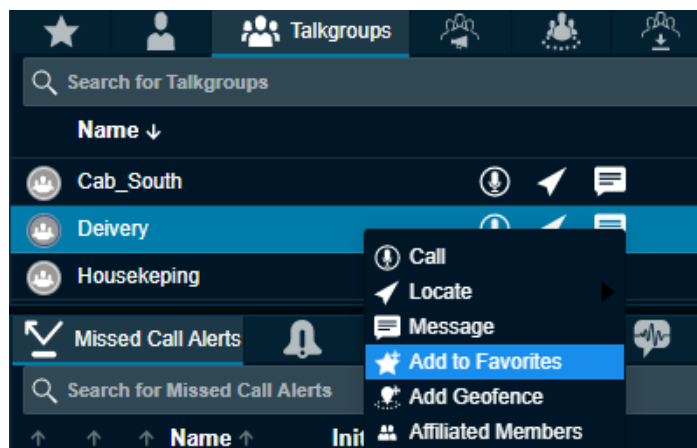 Talkgroups
Search for Talkgroups
Name ↓
Cab_South
Deivery
Housekeping
Call
Locate
Message
Add to Favorites
Add Geofence
Affiliated Members
Missed Call Alerts
Search for Missed Call Alerts
↑ ↑ ↑ Name ↑ Init